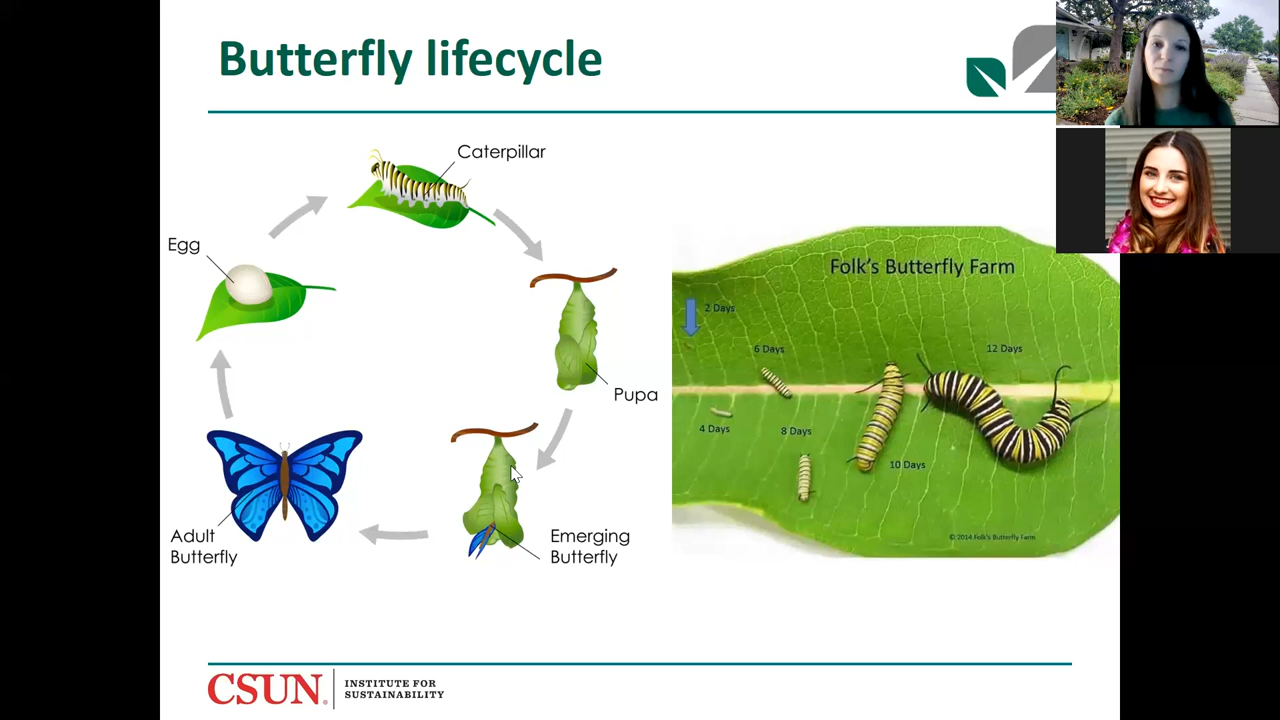 Butterfly lifecycle
Caterpillar
Egg
Pupa
Emerging
Butterfly
Adult
Butterfly
Folk's Butterfly Farm
2 Days
6 Days
12 Days
4 Days
8 Days
10 Days
© 2014 Folk's Butterfly Farm
CSUN.
INSTITUTE FOR
SUSTAINABILITY